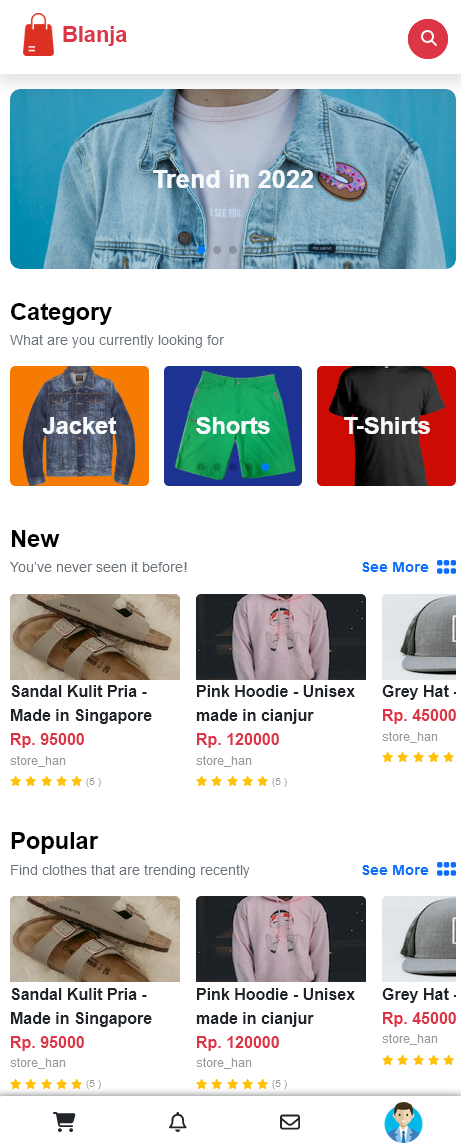 Blanja
Trend in 2022
I SEE YOU
Category
What are you currently looking for
Jacket
Shorts
T-Shirts
New
You've never seen it before!
See More
Sandal Kulit Pria -
Made in Singapore
Rp. 95000
store_han
(5 )
Pink Hoodie - Unisex
made in cianjur
Rp. 120000
store_han
(5 )
Grey Hat -
Rp. 45000
store_han
Popular
Find clothes that are trending recently
See More
Sandal Kulit Pria -
Made in Singapore
Rp. 95000
store_han
(5 )
Pink Hoodie - Unisex
made in cianjur
Rp. 120000
store_han
(5 )
Grey Hat -
Rp. 45000
store_han